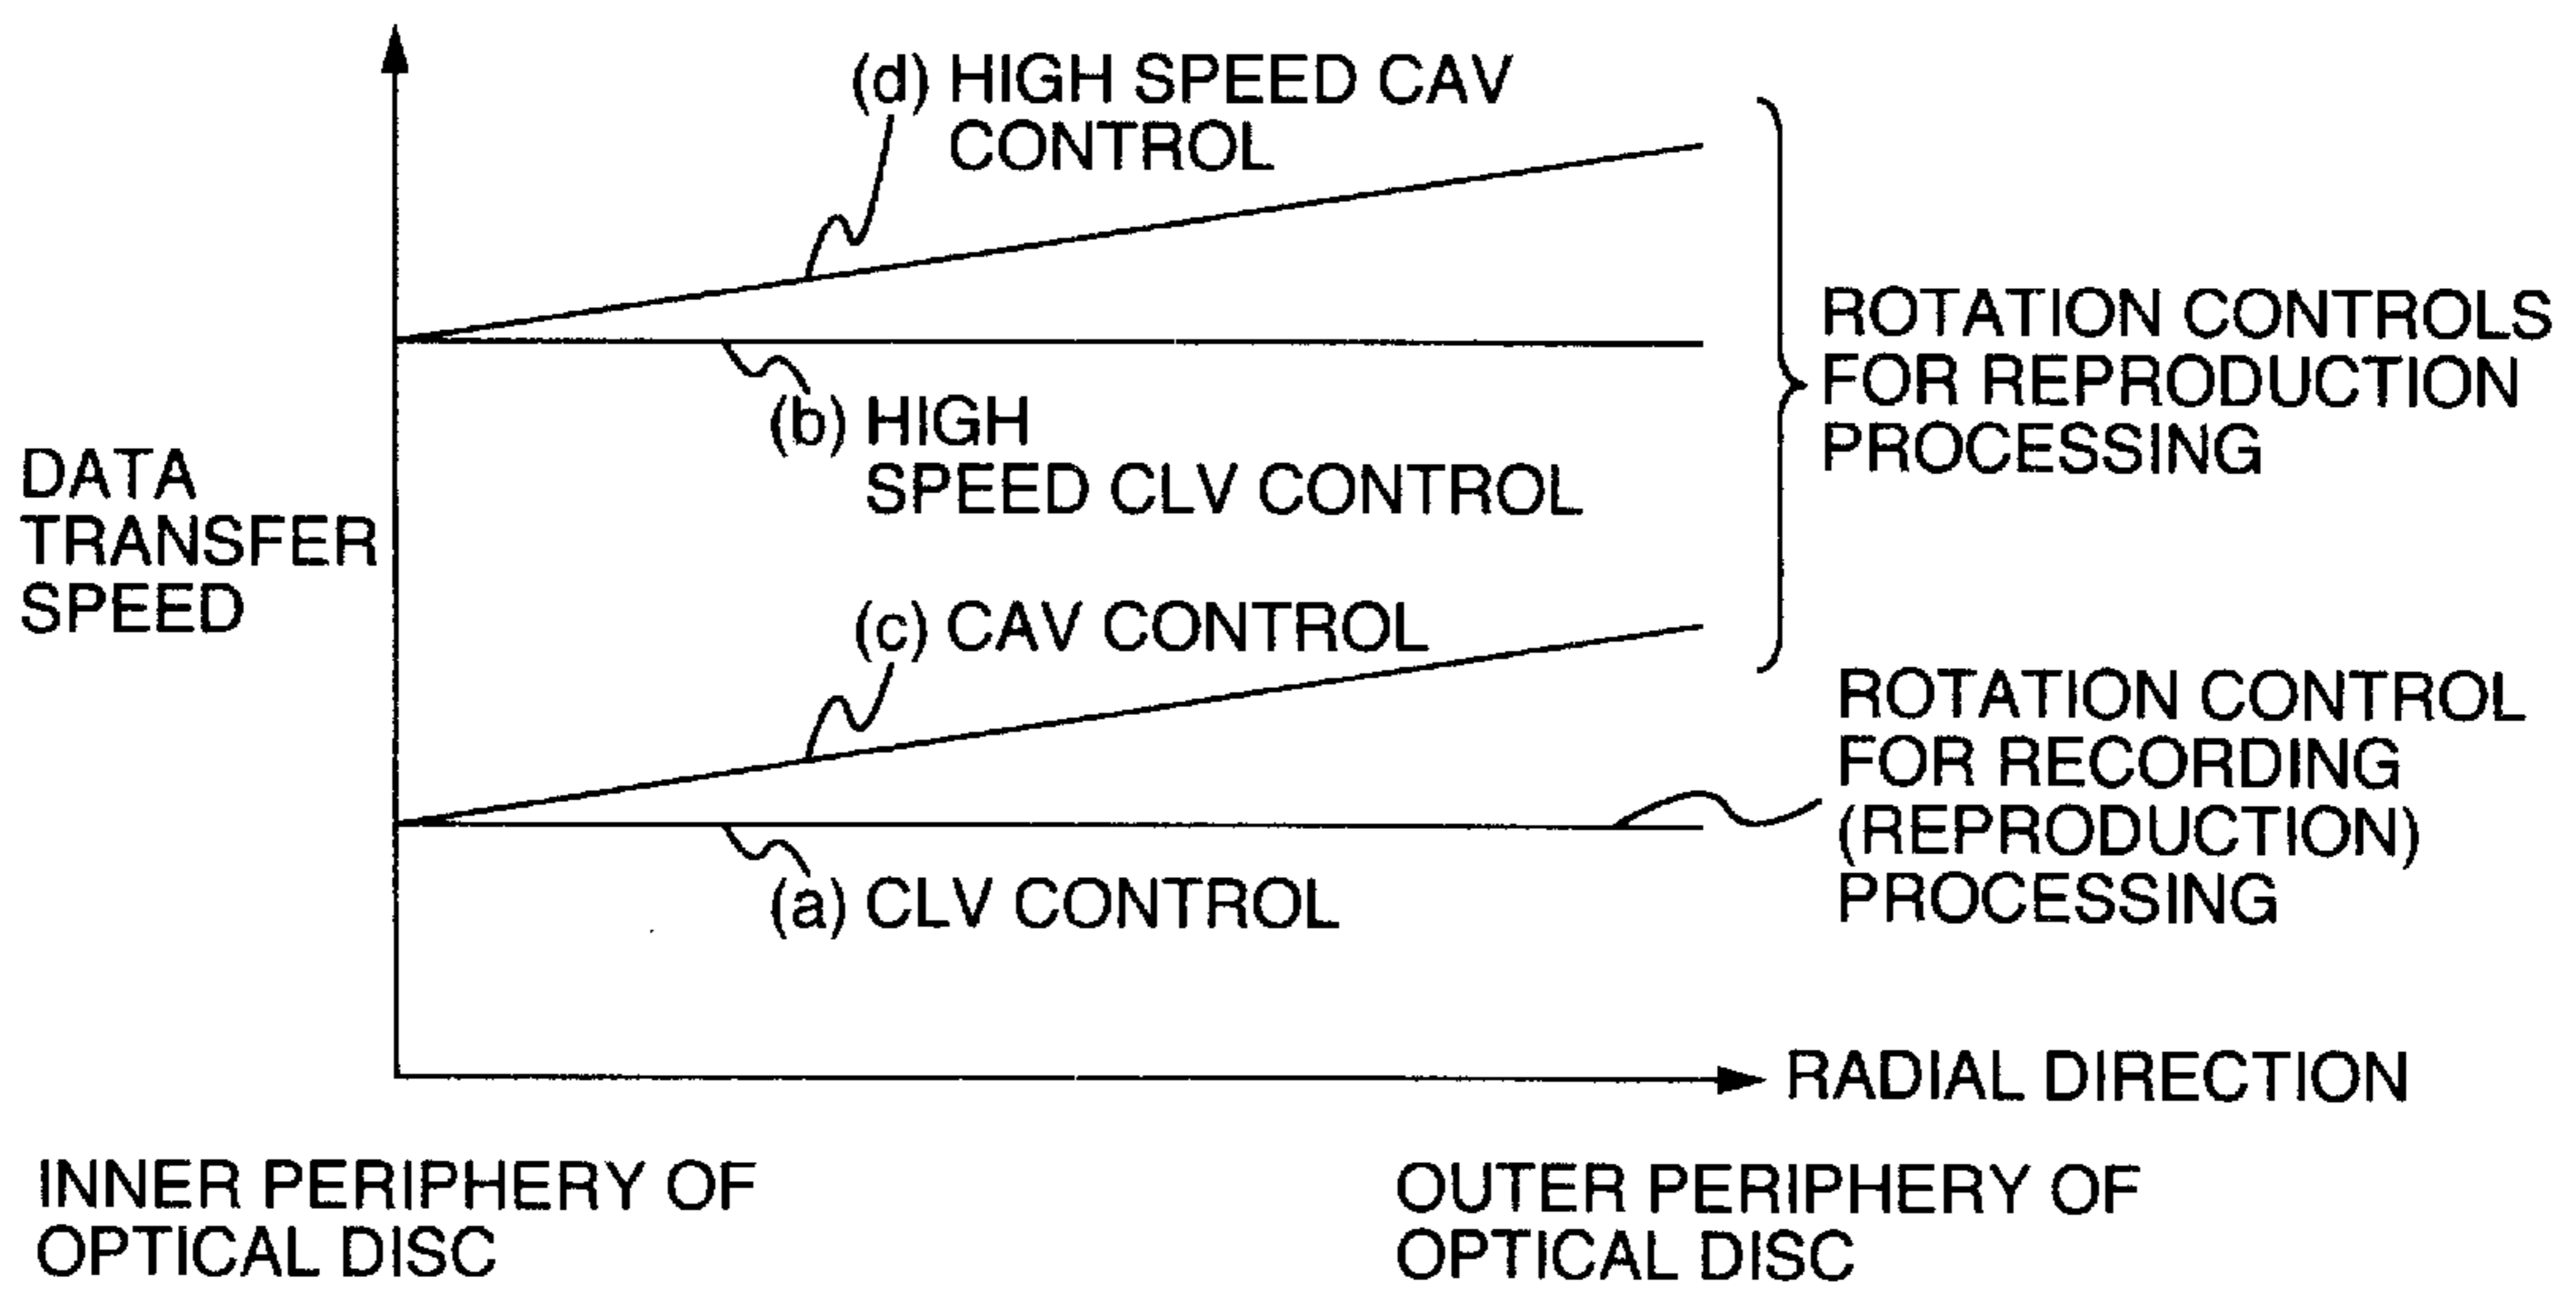 (d) HIGH SPEED CAV
CONTROL
ROTATION CONTROLS
FOR REPRODUCTION
PROCESSING
(b) HIGH
SPEED CLV CONTROL
DATA
TRANSFER
SPEED
(c) CAV CONTROL
ROTATION CONTROL
FOR RECORDING
(REPRODUCTION)
PROCESSING
(a) CLV CONTROL
RADIAL DIRECTION
INNER PERIPHERY OF
OPTICAL DISC
OUTER PERIPHERY OF
OPTICAL DISC